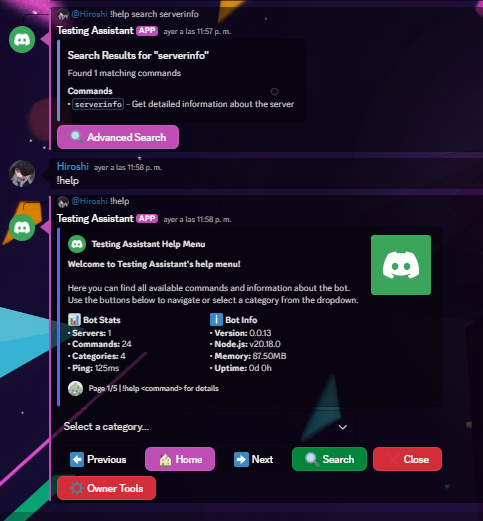 @Hiroshi !help search serverinfo
Testing Assistant APP ayer a las 11:57 p. m.
Search Results for "serverinfo"
Found 1 matching commands
Commands
• serverinfo - Get detailed information about the server
Advanced Search
Hiroshi ayer a las 11:58 p. m.
!help
@Hiroshi !help
Testing Assistant APP ayer a las 11:58 p. m.
Testing Assistant Help Menu
Welcome to Testing Assistant's help menu!
Here you can find all available commands and information about the bot.
Use the buttons below to navigate or select a category from the dropdown.
Bot Stats
• Servers: 1
• Commands: 24
• Categories: 4
• Ping: 125ms
Bot Info
• Version: 0.0.13
• Node.js: v20.18.0
• Memory: 87.50MB
• Uptime: 0d 0h
Page 1/5 | !help <command> for details
Select a category...
Previous
Home
Next
Search
Close
Owner Tools